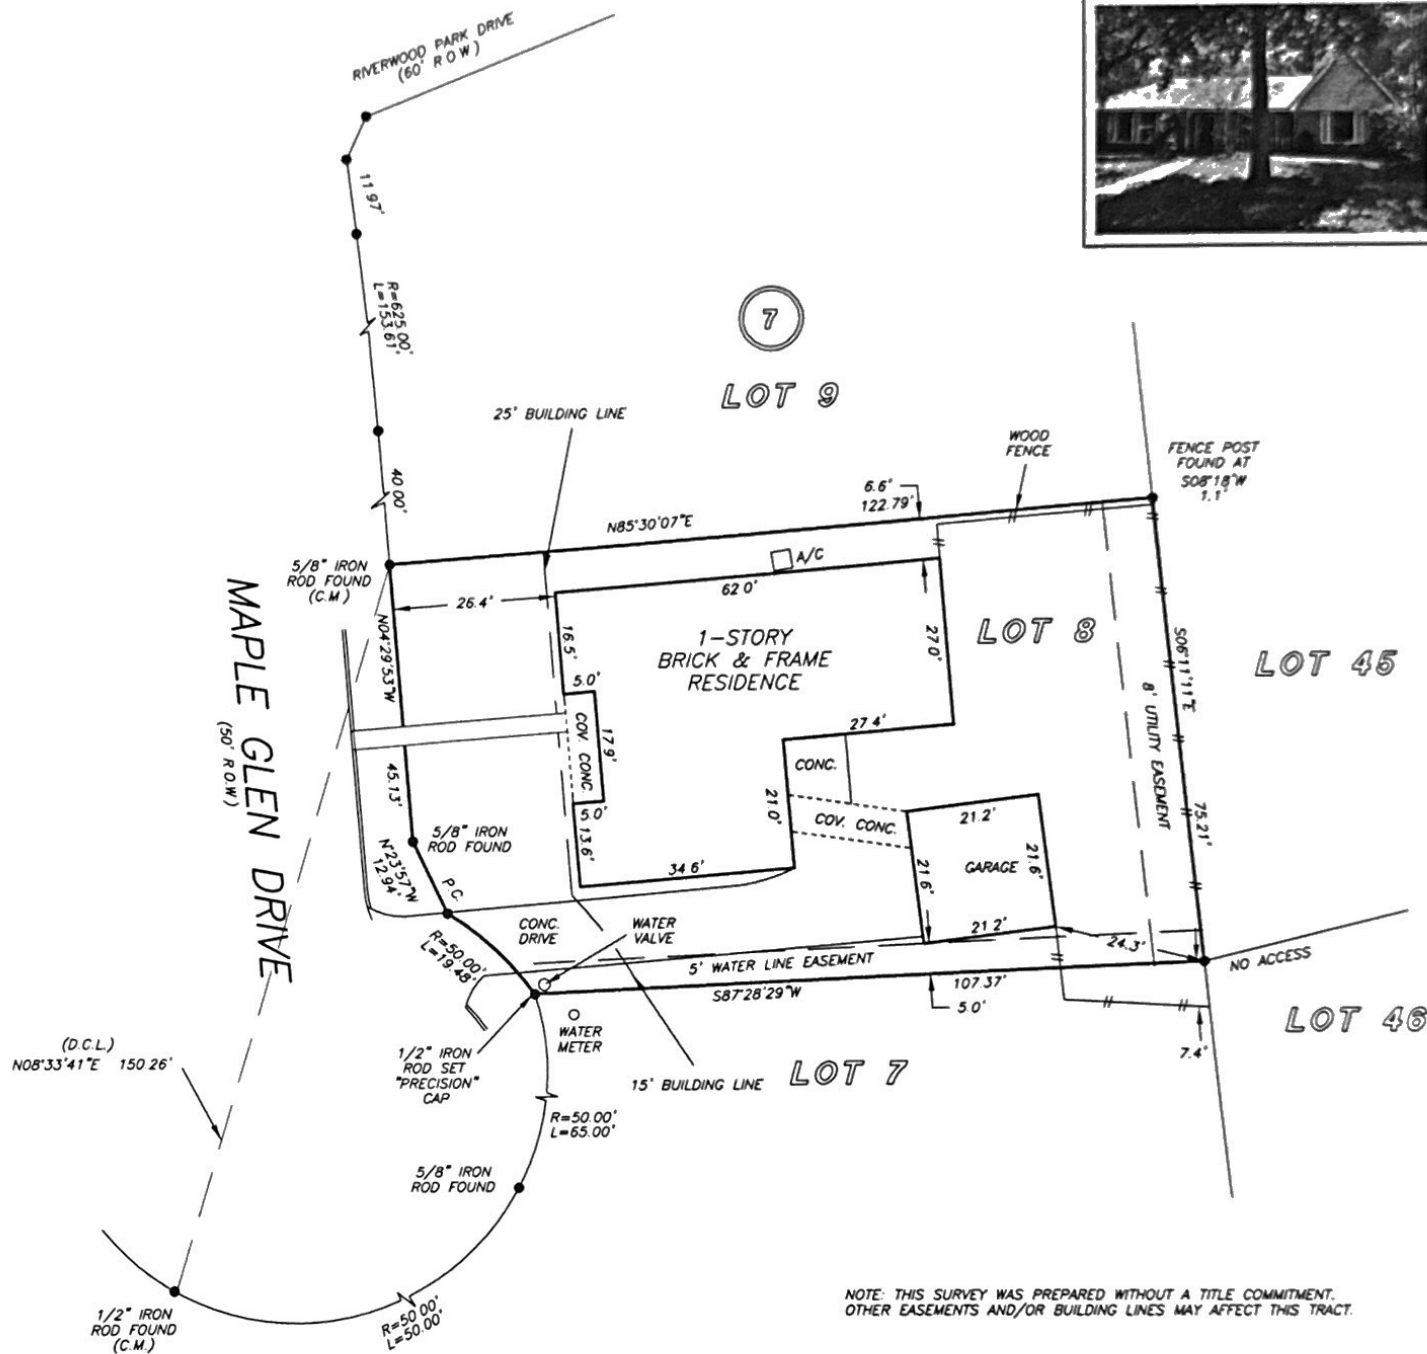 RIVERWOOD PARK DRIVE
(60' R O W)
11.97'
R=625.00'
L=153.61'
40.00'
7
LOT 9
25' BUILDING LINE
WOOD
FENCE
FENCE POST
FOUND AT
S08°18"W
1.1'
6.6'
122.79'
N85°30'07"E
5/8" IRON
ROD FOUND
(C.M.)
A/C
26.4'
62.0'
N04°29'53"W
16.5'
1-STORY
BRICK & FRAME
RESIDENCE
27.0'
LOT 8
S06°11'11"E
LOT 45
MAPLE GLEN DRIVE
(50' R.O.W)
5.0'
COV. CONC.
17.9'
27.4'
8' UTILITY EASEMENT
CONC.
45.13'
5.0'
13.6'
21.0'
COV. CONC.
21.2'
75.21'
5/8" IRON
ROD FOUND
N°23'57"W
12.94'
P.C.
34.6'
21.6'
GARAGE
21.6'
CONC.
DRIVE
WATER
VALVE
21.2'
24.3'
R=50.00'
L=19.48'
5' WATER LINE EASEMENT
NO ACCESS
S87°28'29"W
107.37'
5.0'
WATER
METER
LOT 46
(D.C.L.)
N08°33'41"E 150.26'
1/2" IRON
ROD SET
"PRECISION"
CAP
15' BUILDING LINE
LOT 7
7.4'
R=50.00'
L=65.00'
5/8" IRON
ROD FOUND
1/2" IRON
ROD FOUND
(C.M.)
R=50.00'
L=50.00'
NOTE: THIS SURVEY WAS PREPARED WITHOUT A TITLE COMMITMENT.
OTHER EASEMENTS AND/OR BUILDING LINES MAY AFFECT THIS TRACT.